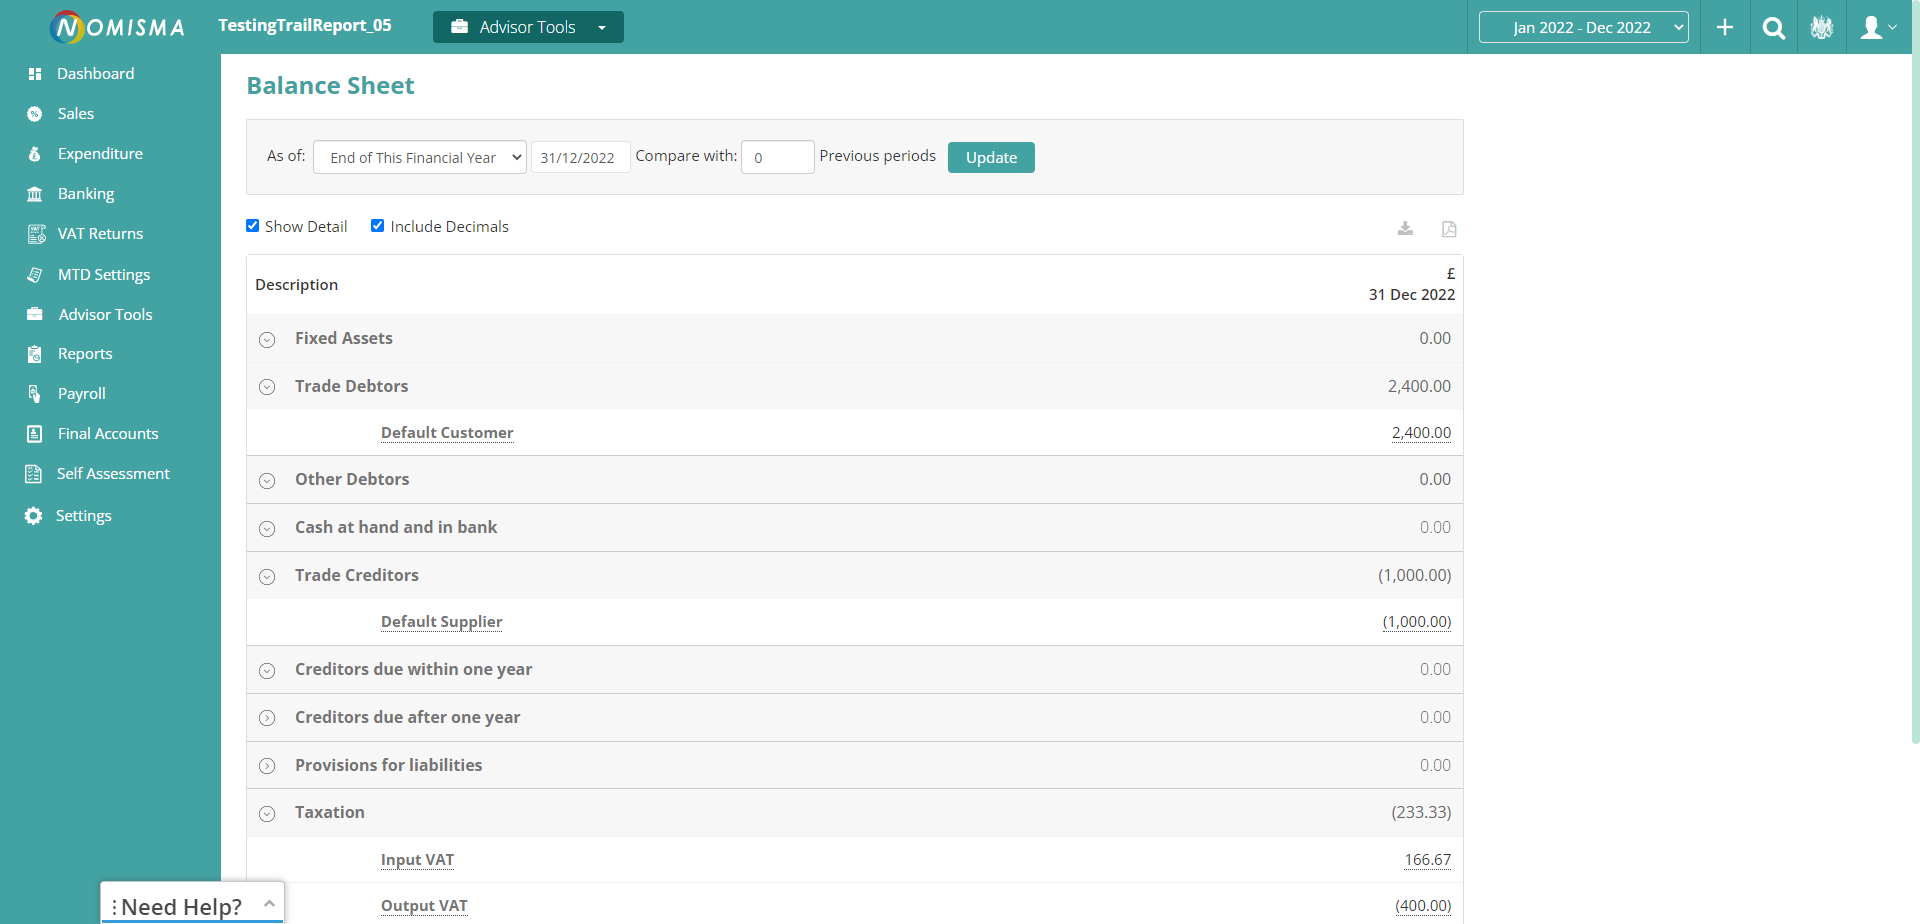 NOMISMA
TestingTrailReport_05
Advisor Tools
Jan 2022 - Dec 2022
Dashboard
Sales
Expenditure
Banking
VAT Returns
MTD Settings
Advisor Tools
Reports
Payroll
Final Accounts
Self Assessment
Settings
Balance Sheet
As of: End of This Financial Year 31/12/2022 Compare with: 0 Previous periods Update
Show Detail Include Decimals
£
Description 31 Dec 2022
Fixed Assets 0.00
Trade Debtors 2,400.00
Default Customer 2,400.00
Other Debtors 0.00
Cash at hand and in bank 0.00
Trade Creditors (1,000.00)
Default Supplier (1,000.00)
Creditors due within one year 0.00
Creditors due after one year 0.00
Provisions for liabilities 0.00
Taxation (233.33)
Input VAT 166.67
Output VAT (400.00)
Need Help?